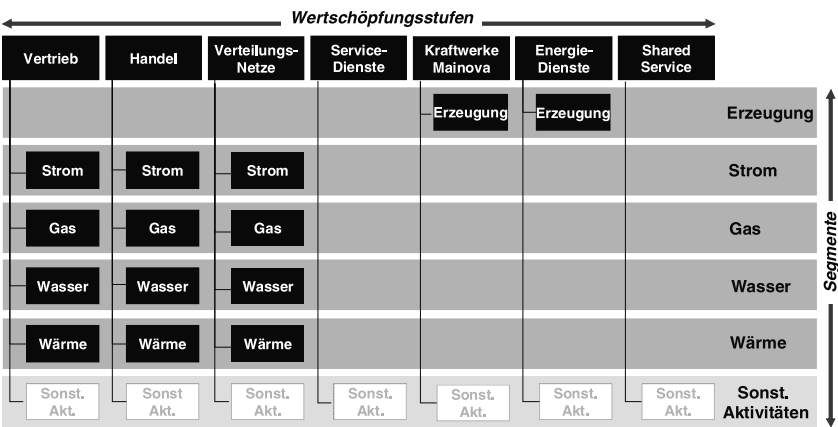 Wertschöpfungsstufen
Vertrieb
Handel
Verteilungs-
Netze
Service-
Dienste
Kraftwerke
Mainova
Energie-
Dienste
Shared
Service
Erzeugung Erzeugung Erzeugung
Strom Strom Strom Strom
Gas Gas Gas Gas
Wasser Wasser Wasser Wasser
Wärme Wärme Wärme Wärme
Sonst.
Akt.
Sonst
Akt.
Sonst.
Akt.
Sonst.
Akt.
Sonst.
Akt.
Sonst.
Akt.
Sonst.
Akt.
Sonst.
Aktivitäten
Segmente